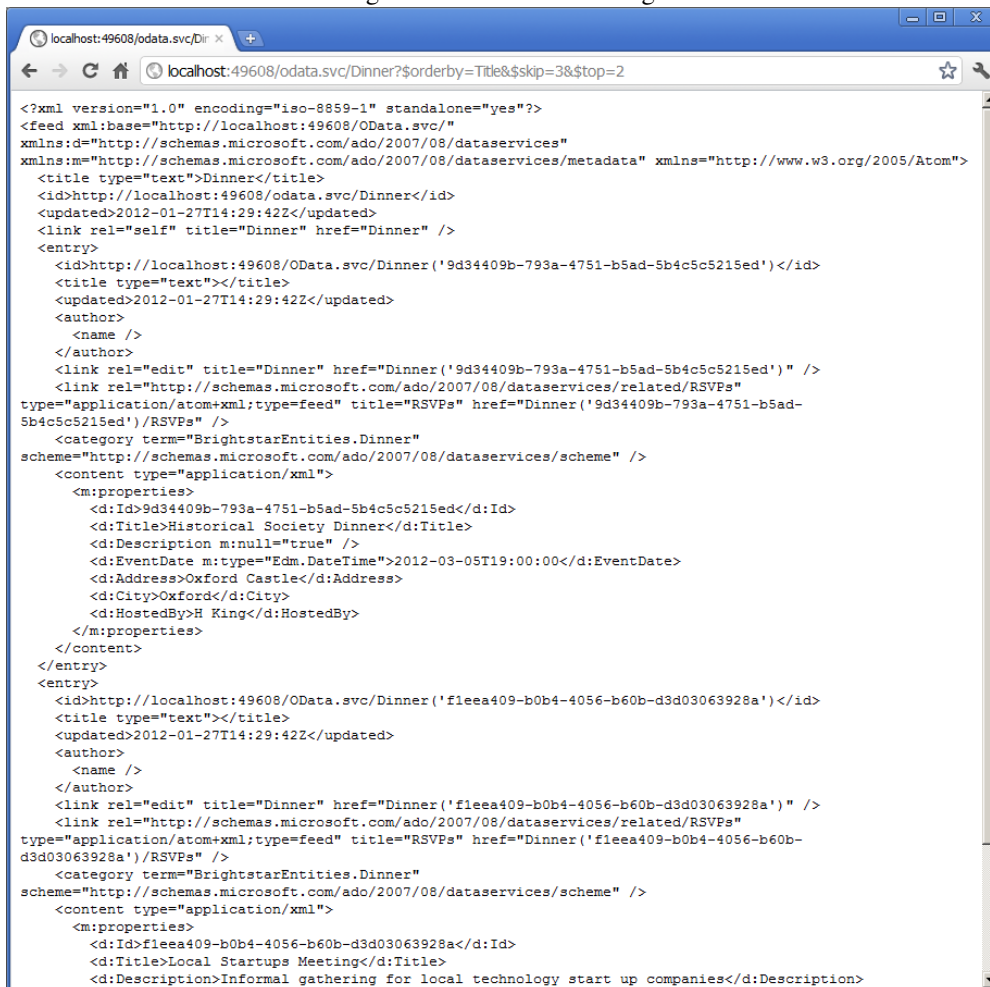 localhost:49608/odata.svc/Din
localhost:49608/odata.svc/Dinner?$orderby=Title&$skip=3&$top=2
<?xml version="1.0" encoding="iso-8859-1" standalone="yes"?>
<feed xml:base="http://localhost:49608/OData.svc/"
xmlns:d="http://schemas.microsoft.com/ado/2007/08/dataservices"
xmlns:m="http://schemas.microsoft.com/ado/2007/08/dataservices/metadata" xmlns="http://www.w3.org/2005/Atom">
  <title type="text">Dinner</title>
  <id>http://localhost:49608/odata.svc/Dinner</id>
  <updated>2012-01-27T14:29:42Z</updated>
  <link rel="self" title="Dinner" href="Dinner" />
  <entry>
    <id>http://localhost:49608/OData.svc/Dinner('9d34409b-793a-4751-b5ad-5b4c5c5215ed')</id>
    <title type="text"></title>
    <updated>2012-01-27T14:29:42Z</updated>
    <author>
      <name />
    </author>
    <link rel="edit" title="Dinner" href="Dinner('9d34409b-793a-4751-b5ad-5b4c5c5215ed')" />
    <link rel="http://schemas.microsoft.com/ado/2007/08/dataservices/related/RSVPs"
type="application/atom+xml;type=feed" title="RSVPs" href="Dinner('9d34409b-793a-4751-b5ad-
5b4c5c5215ed')/RSVPs" />
    <category term="BrightstarEntities.Dinner"
scheme="http://schemas.microsoft.com/ado/2007/08/dataservices/scheme" />
    <content type="application/xml">
      <m:properties>
        <d:Id>9d34409b-793a-4751-b5ad-5b4c5c5215ed</d:Id>
        <d:Title>Historical Society Dinner</d:Title>
        <d:Description m:null="true" />
        <d:EventDate m:type="Edm.DateTime">2012-03-05T19:00:00</d:EventDate>
        <d:Address>Oxford Castle</d:Address>
        <d:City>Oxford</d:City>
        <d:HostedBy>H King</d:HostedBy>
      </m:properties>
    </content>
  </entry>
  <entry>
    <id>http://localhost:49608/OData.svc/Dinner('f1eea409-b0b4-4056-b60b-d3d03063928a')</id>
    <title type="text"></title>
    <updated>2012-01-27T14:29:42Z</updated>
    <author>
      <name />
    </author>
    <link rel="edit" title="Dinner" href="Dinner('f1eea409-b0b4-4056-b60b-d3d03063928a')" />
    <link rel="http://schemas.microsoft.com/ado/2007/08/dataservices/related/RSVPs"
type="application/atom+xml;type=feed" title="RSVPs" href="Dinner('f1eea409-b0b4-4056-b60b-
d3d03063928a')/RSVPs" />
    <category term="BrightstarEntities.Dinner"
scheme="http://schemas.microsoft.com/ado/2007/08/dataservices/scheme" />
    <content type="application/xml">
      <m:properties>
        <d:Id>f1eea409-b0b4-4056-b60b-d3d03063928a</d:Id>
        <d:Title>Local Startups Meeting</d:Title>
        <d:Description>Informal gathering for local technology start up companies</d:Description>